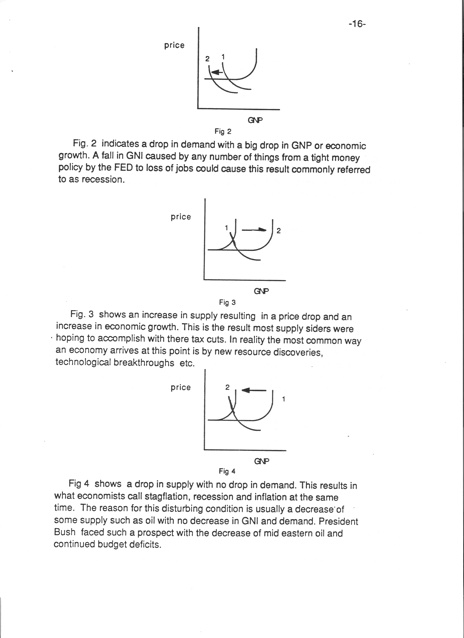 -16-
price
2 1
GNP
Fig 2
Fig. 2 indicates a drop in demand with a big drop in GNP or economic
growth. A fall in GNI caused by any number of things from a tight money
policy by the FED to loss of jobs could cause this result commonly referred
to as recession.
price
1 2
GNP
Fig 3
Fig. 3 shows an increase in supply resulting in a price drop and an
increase in economic growth. This is the result most supply siders were
hoping to accomplish with there tax cuts. In reality the most common way
an economy arrives at this point is by new resource discoveries,
technological breakthroughs etc.
price
2 1
GNP
Fig 4
Fig 4 shows a drop in supply with no drop in demand. This results in
what economists call stagflation, recession and inflation at the same
time. The reason for this disturbing condition is usually a decrease of
some supply such as oil with no decrease in GNI and demand. President
Bush faced such a prospect with the decrease of mid eastern oil and
continued budget deficits.